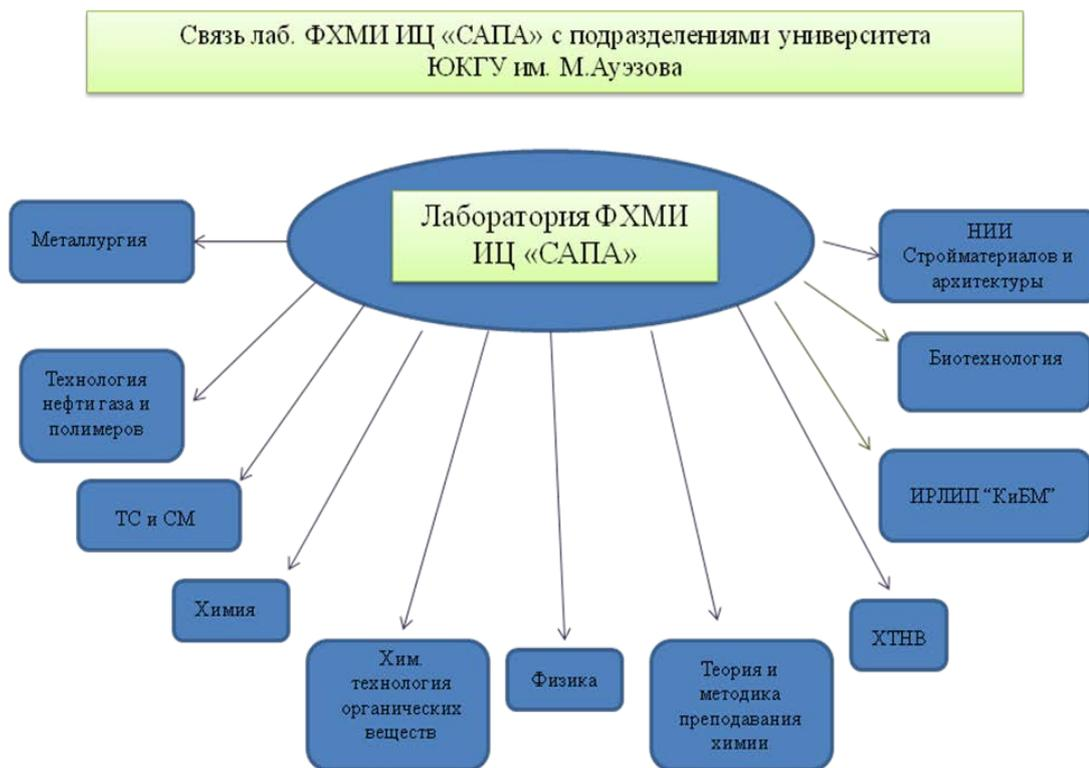 Связь лаб. ФХМИ ИЦ «САПА» с подразделениями университета
ЮКГУ им. М.Ауэзова
Лаборатория ФХМИ
ИЦ «САПА»
Металлургия
НИИ
Стройматериалов и
архитектуры
Технология
нефти газа и
полимеров
Биотехнология
ТС и СМ
ИРЛИП “КиБМ”
Химия
Хим.
технология
органических
веществ
Физика
Теория и
методика
преподавания
химии
ХТНВ